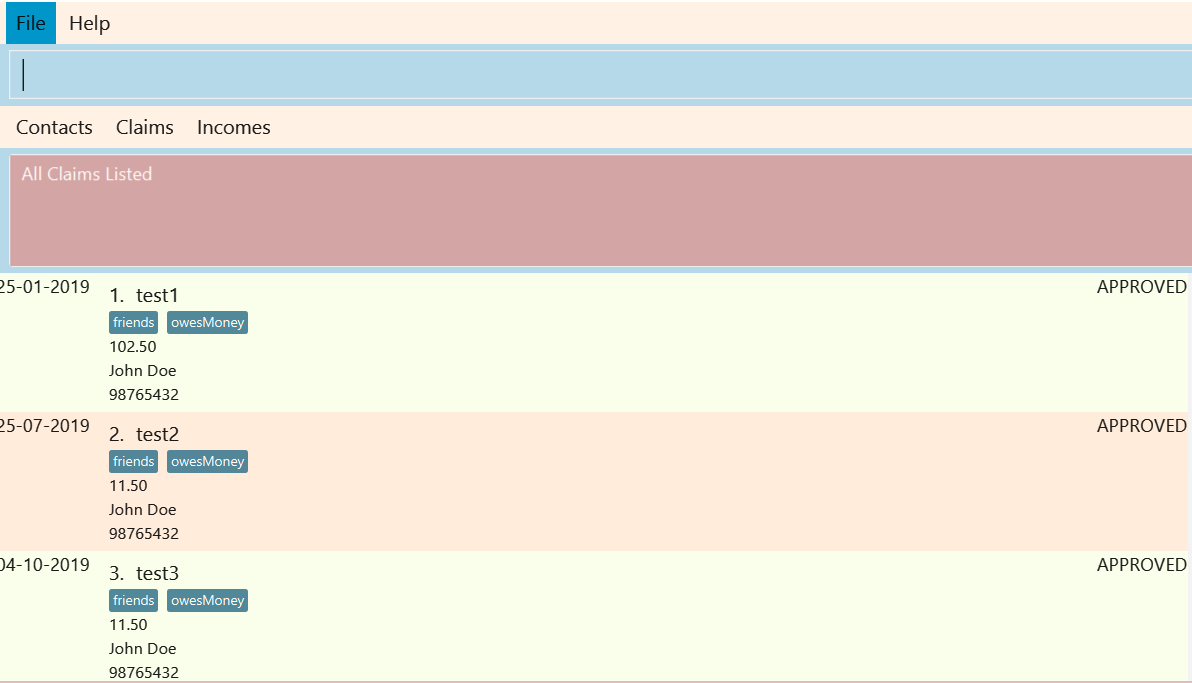 File Help
Contacts Claims Incomes
All Claims Listed
25-01-2019 1. test1 APPROVED
friends owesMoney
102.50
John Doe
98765432
25-07-2019 2. test2 APPROVED
friends owesMoney
11.50
John Doe
98765432
04-10-2019 3. test3 APPROVED
friends owesMoney
11.50
John Doe
98765432